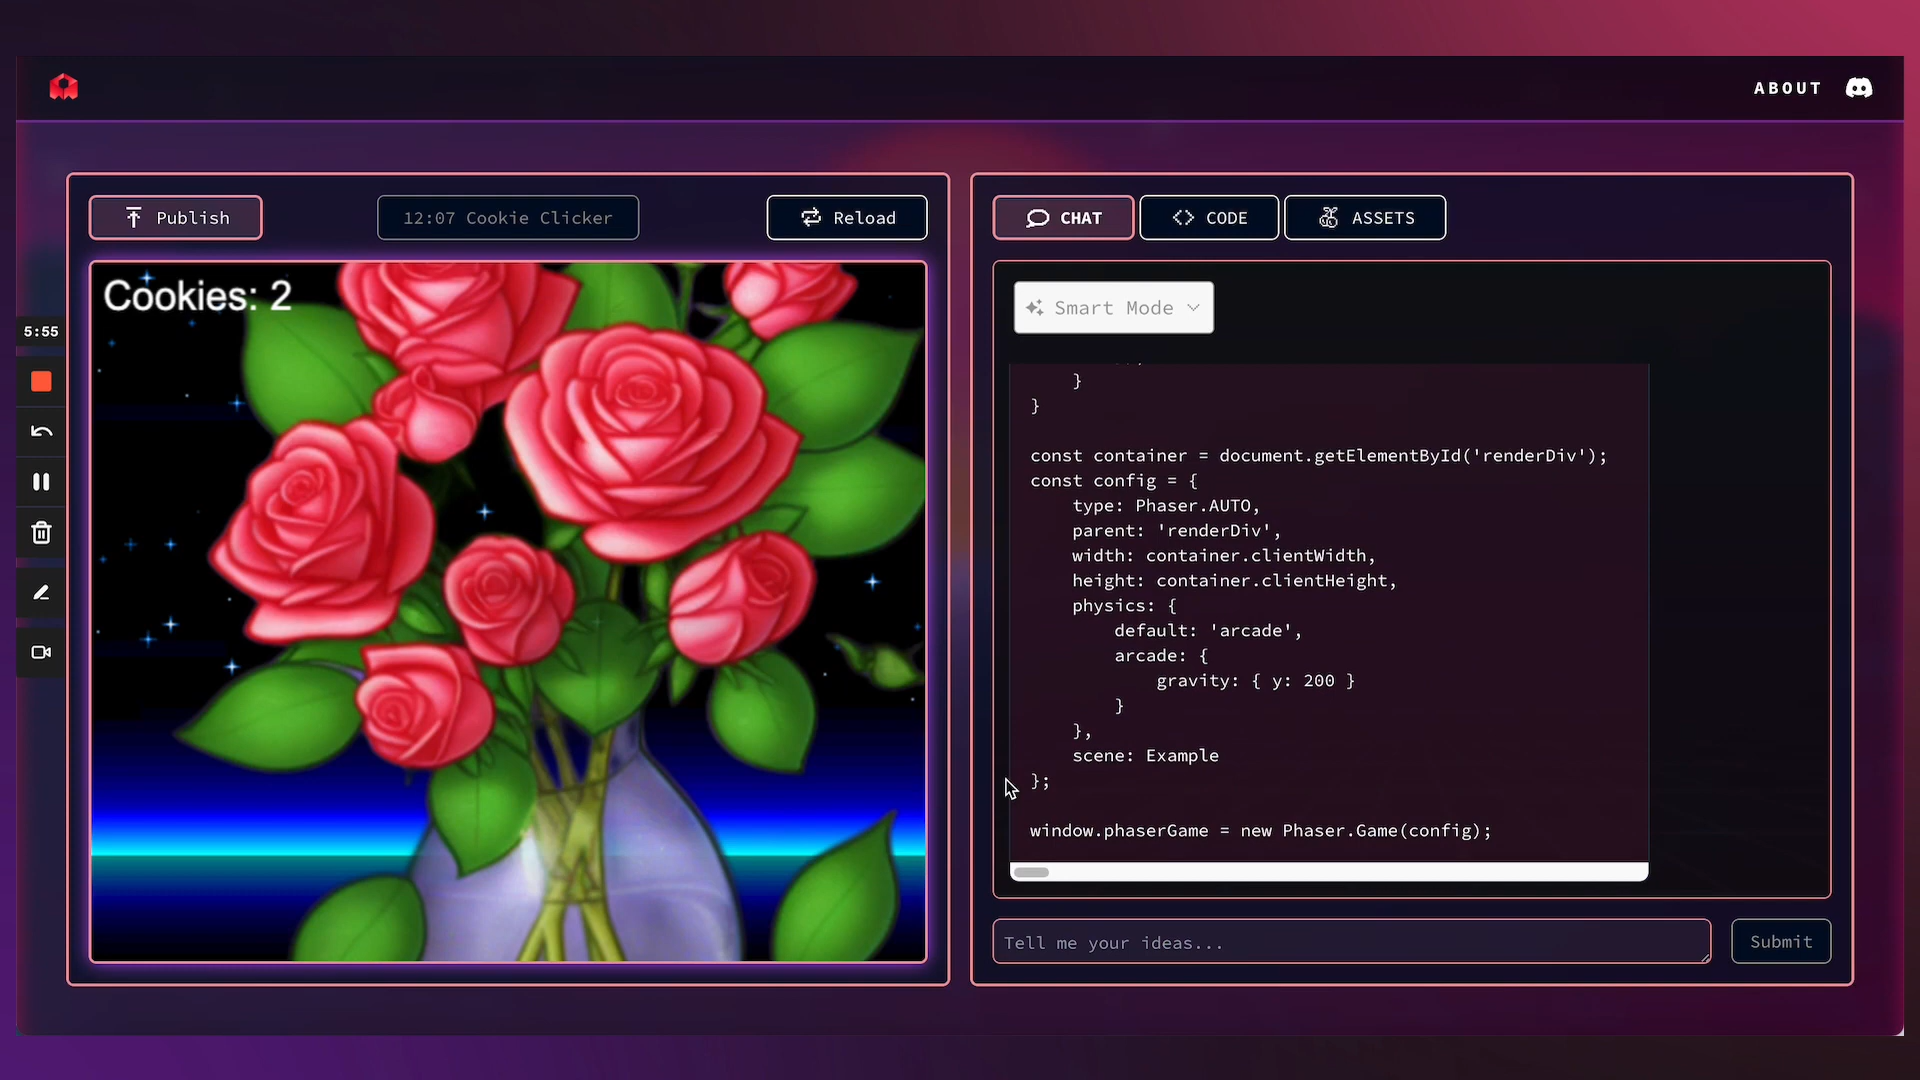 ABOUT
Publish
12:07 Cookie Clicker
Reload
CHAT
<> CODE
ASSETS
Cookies: 2
5:55
Smart Mode
}
}
const container = document.getElementById('renderDiv');
const config = {
type: Phaser.AUTO,
parent: 'renderDiv',
width: container.clientWidth,
height: container.clientHeight,
physics: {
default: 'arcade',
arcade: {
gravity: { y: 200 }
}
},
scene: Example
};
window.phaserGame = new Phaser.Game(config);
Tell me your ideas...
Submit